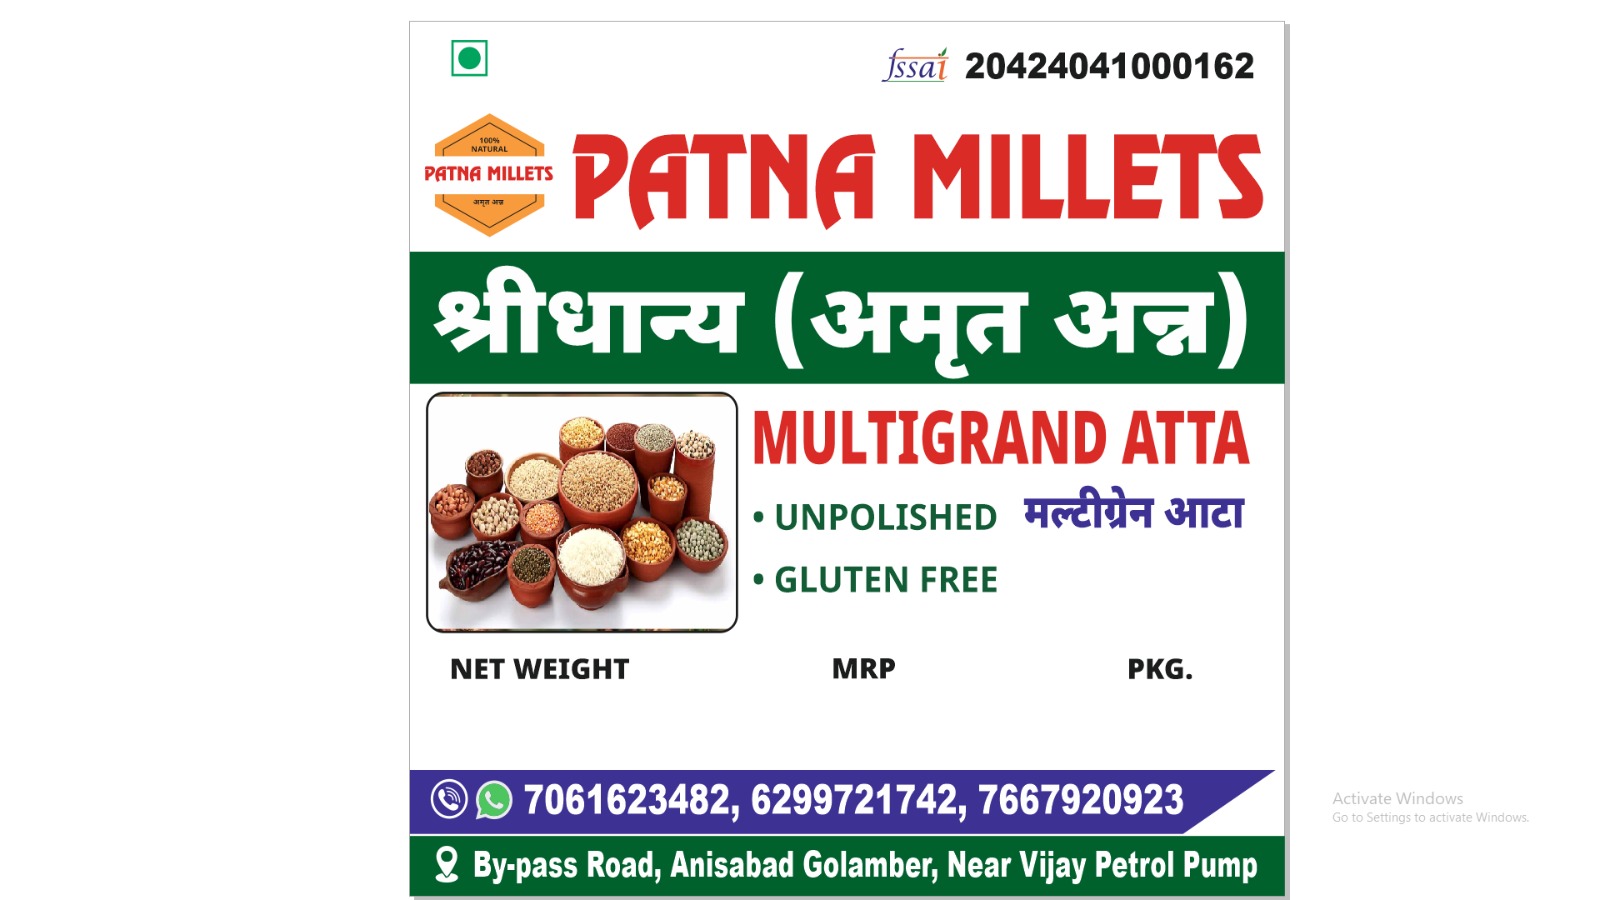 fssai 20424041000162
100%
NATURAL
PATNA MILLETS
अमृत अन्न
PATNA MILLETS
श्रीधान्य (अमृत अन्न)
MULTIGRAND ATTA
• UNPOLISHED मल्टीग्रेन आटा
• GLUTEN FREE
NET WEIGHT MRP PKG.
7061623482, 6299721742, 7667920923
By-pass Road, Anisabad Golamber, Near Vijay Petrol Pump
Activate Windows
Go to Settings to activate Windows.